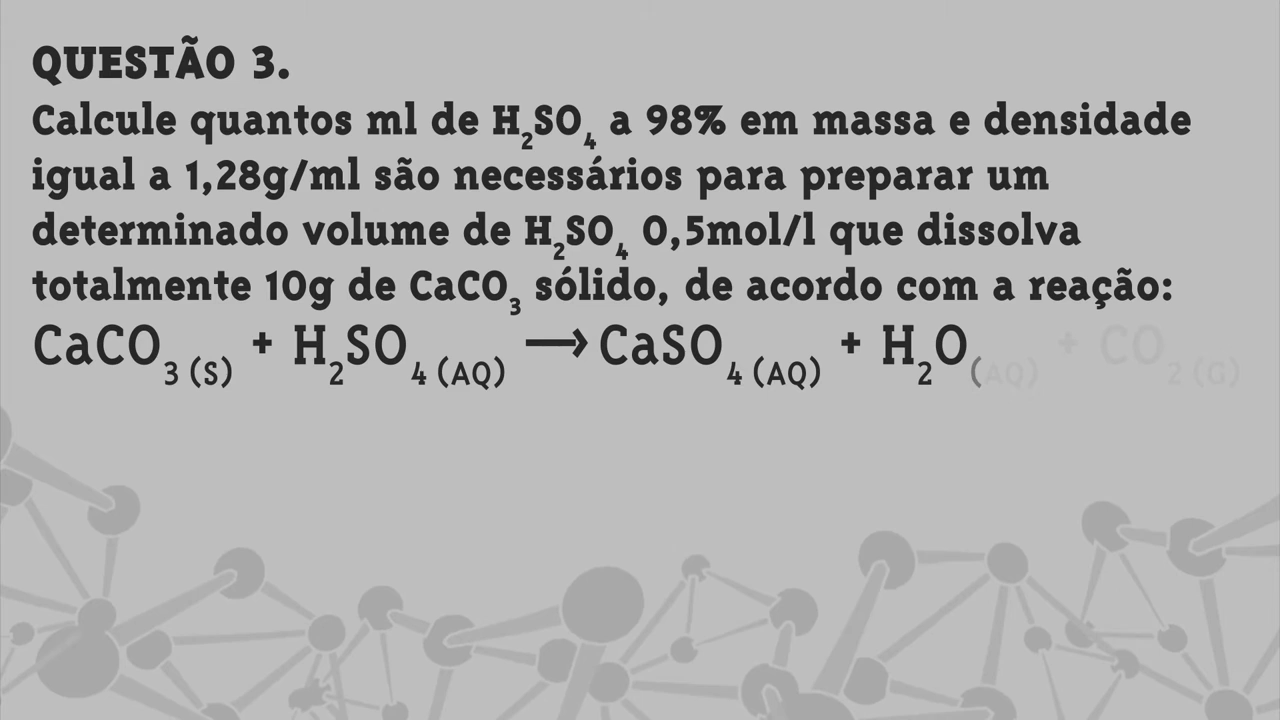 QUESTÃO 3.
Calcule quantos ml de H₂SO₄ a 98% em massa e densidade
igual a 1,28g/ml são necessários para preparar um
determinado volume de H₂SO₄ 0,5mol/l que dissolva
totalmente 10g de CaCO₃ sólido, de acordo com a reação:
CaCO₃ (S) + H₂SO₄ (AQ) ⟶ CaSO₄ (AQ) + H₂O(AQ) + CO₂ (G)